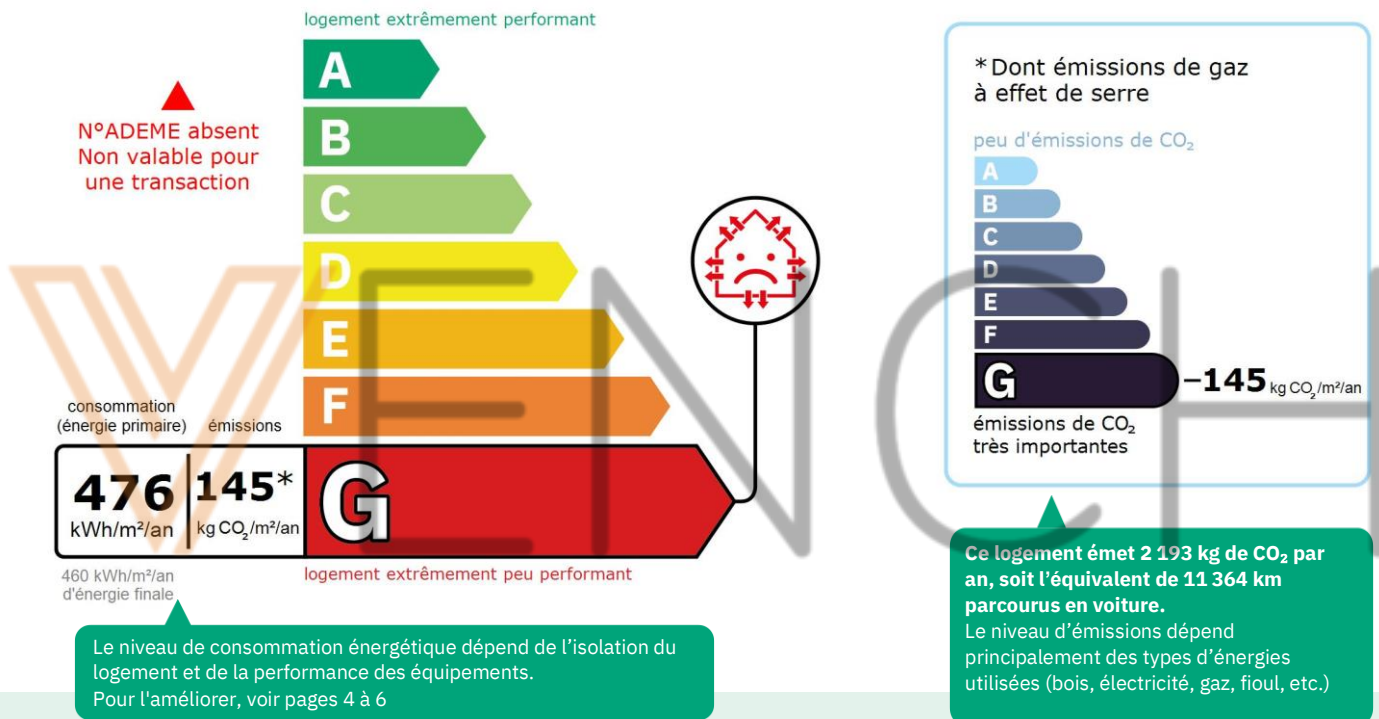 logement extrêmement performant
N°ADEME absent
Non valable pour
une transaction
A
B
C
D
E
F
consommation
(énergie primaire)
émissions
476
kWh/m²/an
145*
kg CO₂/m²/an
G
460 kWh/m²/an
d'énergie finale
logement extrêmement peu performant
Le niveau de consommation énergétique dépend de l’isolation du
logement et de la performance des équipements.
Pour l'améliorer, voir pages 4 à 6
*Dont émissions de gaz
à effet de serre
peu d'émissions de CO₂
A
B
C
D
E
F
G
–145 kg CO₂/m²/an
émissions de CO₂
très importantes
Ce logement émet 2 193 kg de CO₂ par
an, soit l’équivalent de 11 364 km
parcourus en voiture.
Le niveau d’émissions dépend
principalement des types d’énergies
utilisées (bois, électricité, gaz, fioul, etc.)
VENCH